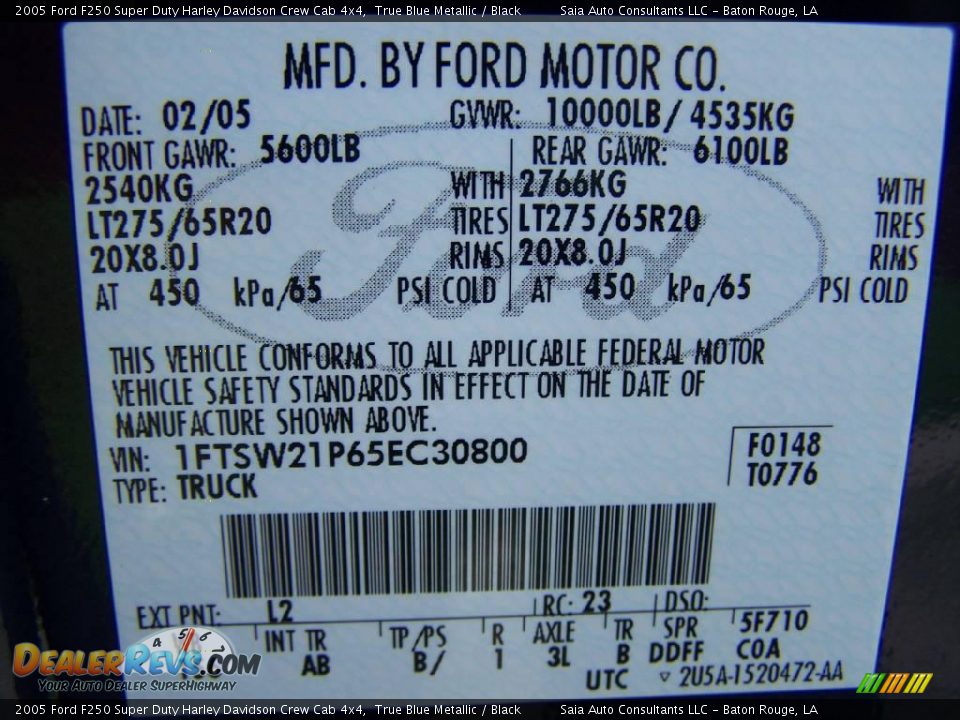 2005 Ford F250 Super Duty Harley Davidson Crew Cab 4x4, True Blue Metallic / Black Saia Auto Consultants LLC - Baton Rouge, LA
MFD. BY FORD MOTOR CO.
DATE: 02/05 GVWR: 10000LB/ 4535KG
FRONT GAWR: 5600LB REAR GAWR: 6100LB
2540KG WITH 2766KG WITH
LT275/65R20 TIRES LT275/65R20 TIRES
20X8.0J RIMS 20X8.0J RIMS
AT 450 kPa/65 PSI COLD AT 450 kPa/65 PSI COLD
Ford
THIS VEHICLE CONFORMS TO ALL APPLICABLE FEDERAL MOTOR
VEHICLE SAFETY STANDARDS IN EFFECT ON THE DATE OF
MANUFACTURE SHOWN ABOVE.
VIN: 1FTSW21P65EC30800 F0148
TYPE: TRUCK T0776
EXT PNT: L2 RC: 23 DSO:
INT TR TP/PS R AXLE TR SPR 5F710
AB B/ 1 3L B DDFF COA
UTC ▽ 2U5A-1520472-AA
4 5 6
DEALERREVS.COM
YOUR AUTO DEALER SUPERHIGHWAY
2005 Ford F250 Super Duty Harley Davidson Crew Cab 4x4, True Blue Metallic / Black Saia Auto Consultants LLC - Baton Rouge, LA